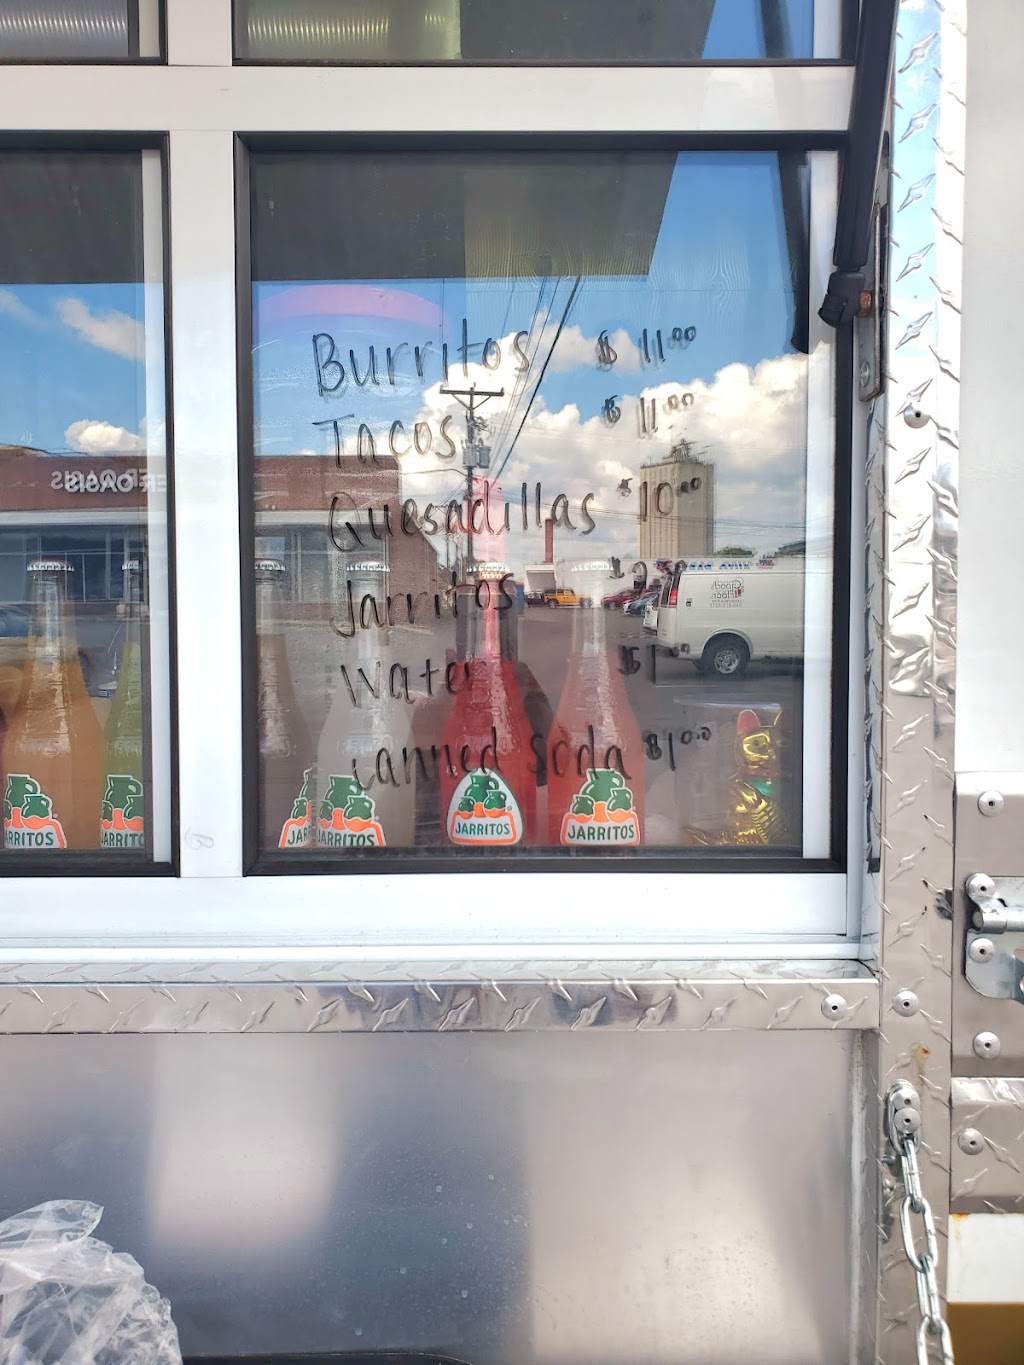 Burritos $ 11.00
Tacos $ 11.00
Quesadillas $ 10.00
Jarritos
Water $1
Canned Soda $1.00
JARRITOS
JARRITOS
JARRITOS
JARRITOS
JARRITOS
OASIS